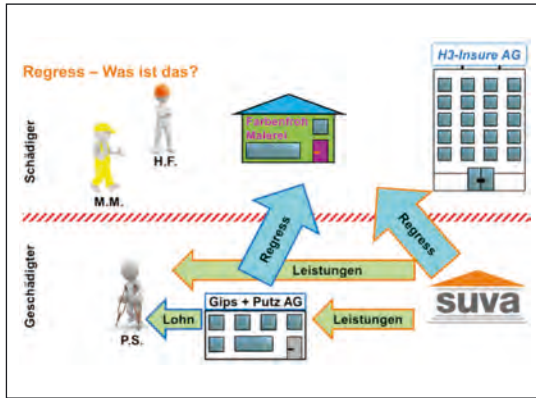 H3-Insure AG
Regress – Was ist das?
Farbenfroh
Malerei
Schädiger
H.F.
M.M.
Regress
Regress
Geschädigter
Leistungen
Gips + Putz AG
suva
Lohn
Leistungen
P.S.